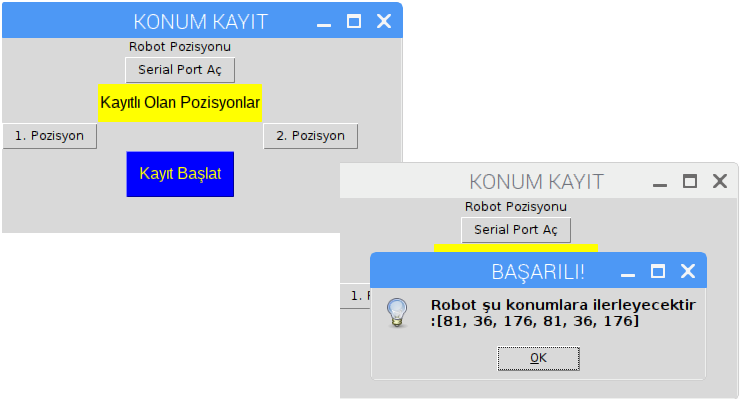 KONUM KAYIT
Robot Pozisyonu
Serial Port Aç
Kayıtlı Olan Pozisyonlar
1. Pozisyon
2. Pozisyon
Kayıt Başlat
KONUM KAYIT
Robot Pozisyonu
Serial Port Aç
1.
BAŞARILI!
Robot şu konumlara ilerleyecektir
:[81, 36, 176, 81, 36, 176]
OK